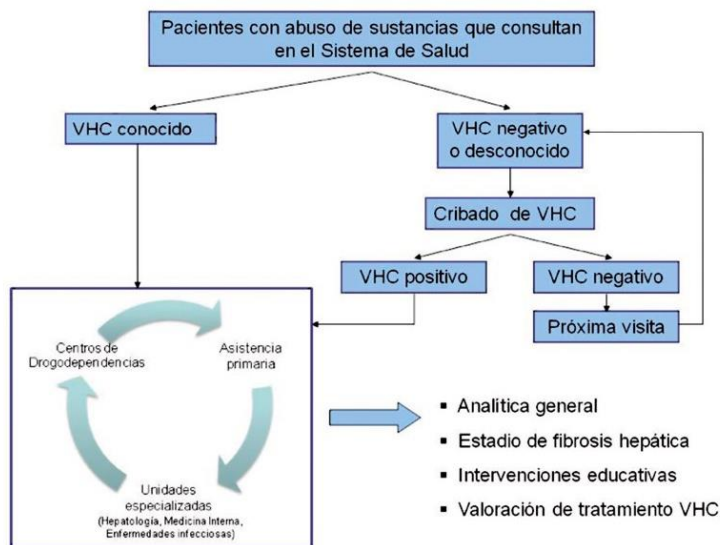 Pacientes con abuso de sustancias que consultan
en el Sistema de Salud
VHC conocido
VHC negativo
o desconocido
Cribado de VHC
VHC positivo
VHC negativo
Próxima visita
Centros de
Drogodependencias
Asistencia
primaria
Unidades
especializadas
(Hepatología, Medicina Interna,
Enfermedades infecciosas)
▪ Analítica general
▪ Estadio de fibrosis hepática
▪ Intervenciones educativas
▪ Valoración de tratamiento VHC